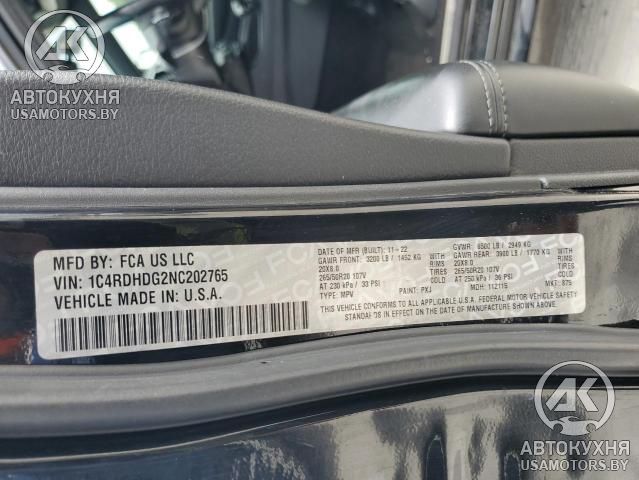 АВТОКУХНЯ
USAMOTORS.BY
АВТОКУХНЯ
USAMOTORS.BY
MFD BY: FCA US LLC
VIN: 1C4RDHDG2NC202765
VEHICLE MADE IN: U.S.A.
DATE OF MFR (BUILT): 11-22 GVWR: 6500 LB / 2949 KG
GAWR FRONT: 3200 LB / 1452 KG GAWR REAR: 3900 LB / 1770 KG
20X8.0 RIMS 20X8.0 RIMS
265/50R20 107V TIRES 265/50R20 107V TIRES
AT 230 kPa / 33 PSI COLD AT 250 kPa / 36 PSI COLD
TYPE: MPV PAINT: PXJ MDH: 112115 MKT: 875
THIS VEHICLE CONFORMS TO ALL APPLICABLE U.S.A. FEDERAL MOTOR VEHICLE SAFETY
STANDARDS IN EFFECT ON THE DATE OF MANUFACTURE SHOWN ABOVE
АВТОКУХНЯ
USAMOTORS.BY